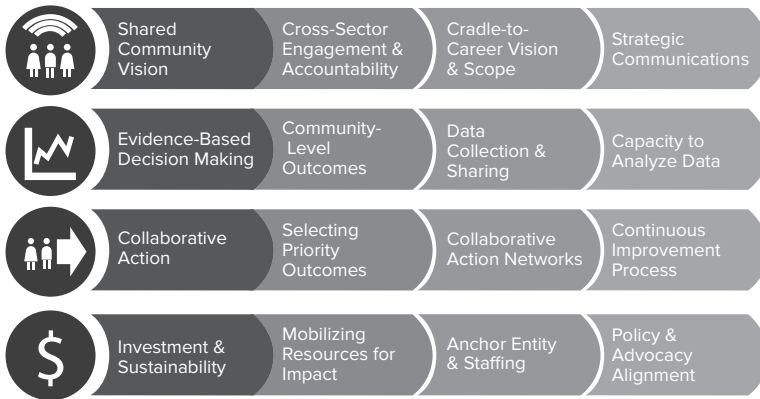 Shared
Community
Vision
Cross-Sector
Engagement &
Accountability
Cradle-to-
Career Vision
& Scope
Strategic
Communications
Evidence-Based
Decision Making
Community-
Level
Outcomes
Data
Collection &
Sharing
Capacity to
Analyze Data
Collaborative
Action
Selecting
Priority
Outcomes
Collaborative
Action Networks
Continuous
Improvement
Process
$
Investment &
Sustainability
Mobilizing
Resources for
Impact
Anchor Entity
& Staffing
Policy &
Advocacy
Alignment